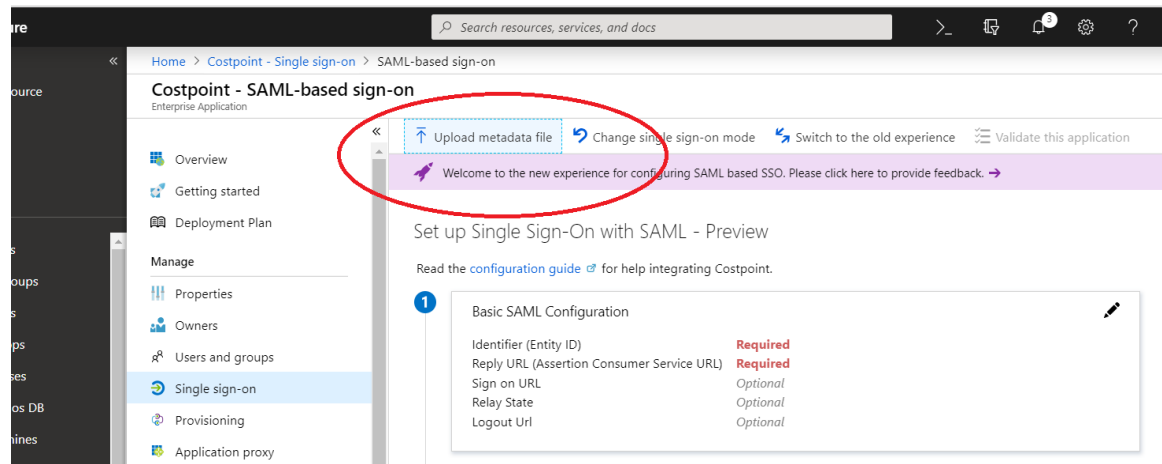 ure
Search resources, services, and docs
>_
3
?
«
ource
s
oups
s
ps
ses
os DB
ines
Home > Costpoint - Single sign-on > SAML-based sign-on
Costpoint - SAML-based sign-on
Enterprise Application
«
Overview
Getting started
Deployment Plan
Manage
Properties
Owners
Users and groups
Single sign-on
Provisioning
Application proxy
Upload metadata file Change single sign-on mode Switch to the old experience Validate this application
Welcome to the new experience for configuring SAML based SSO. Please click here to provide feedback. →
Set up Single Sign-On with SAML - Preview
Read the configuration guide for help integrating Costpoint.
1
Basic SAML Configuration
Identifier (Entity ID) Required
Reply URL (Assertion Consumer Service URL) Required
Sign on URL Optional
Relay State Optional
Logout Url Optional